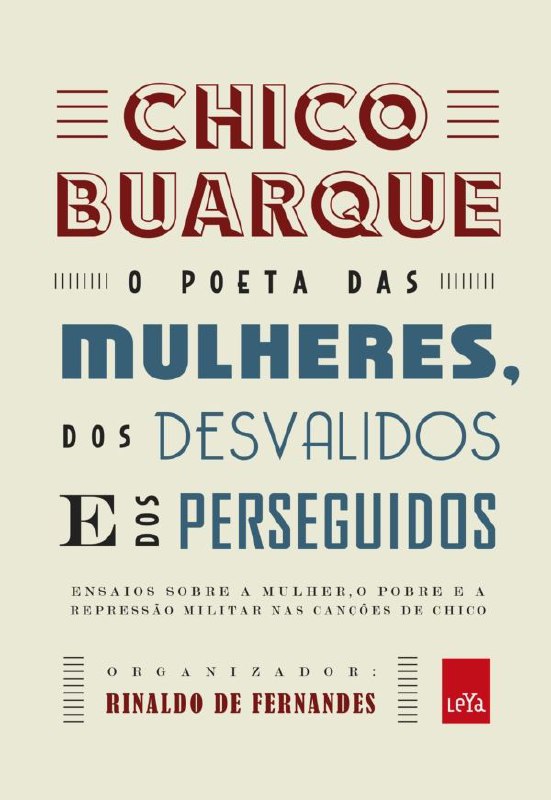 CHICO
BUARQUE
O POETA DAS
MULHERES,
DOS DESVALIDOS
E DOS PERSEGUIDOS
ENSAIOS SOBRE A MULHER, O POBRE E A
REPRESSÃO MILITAR NAS CANÇÕES DE CHICO
ORGANIZADOR:
RINALDO DE FERNANDES
LeYa